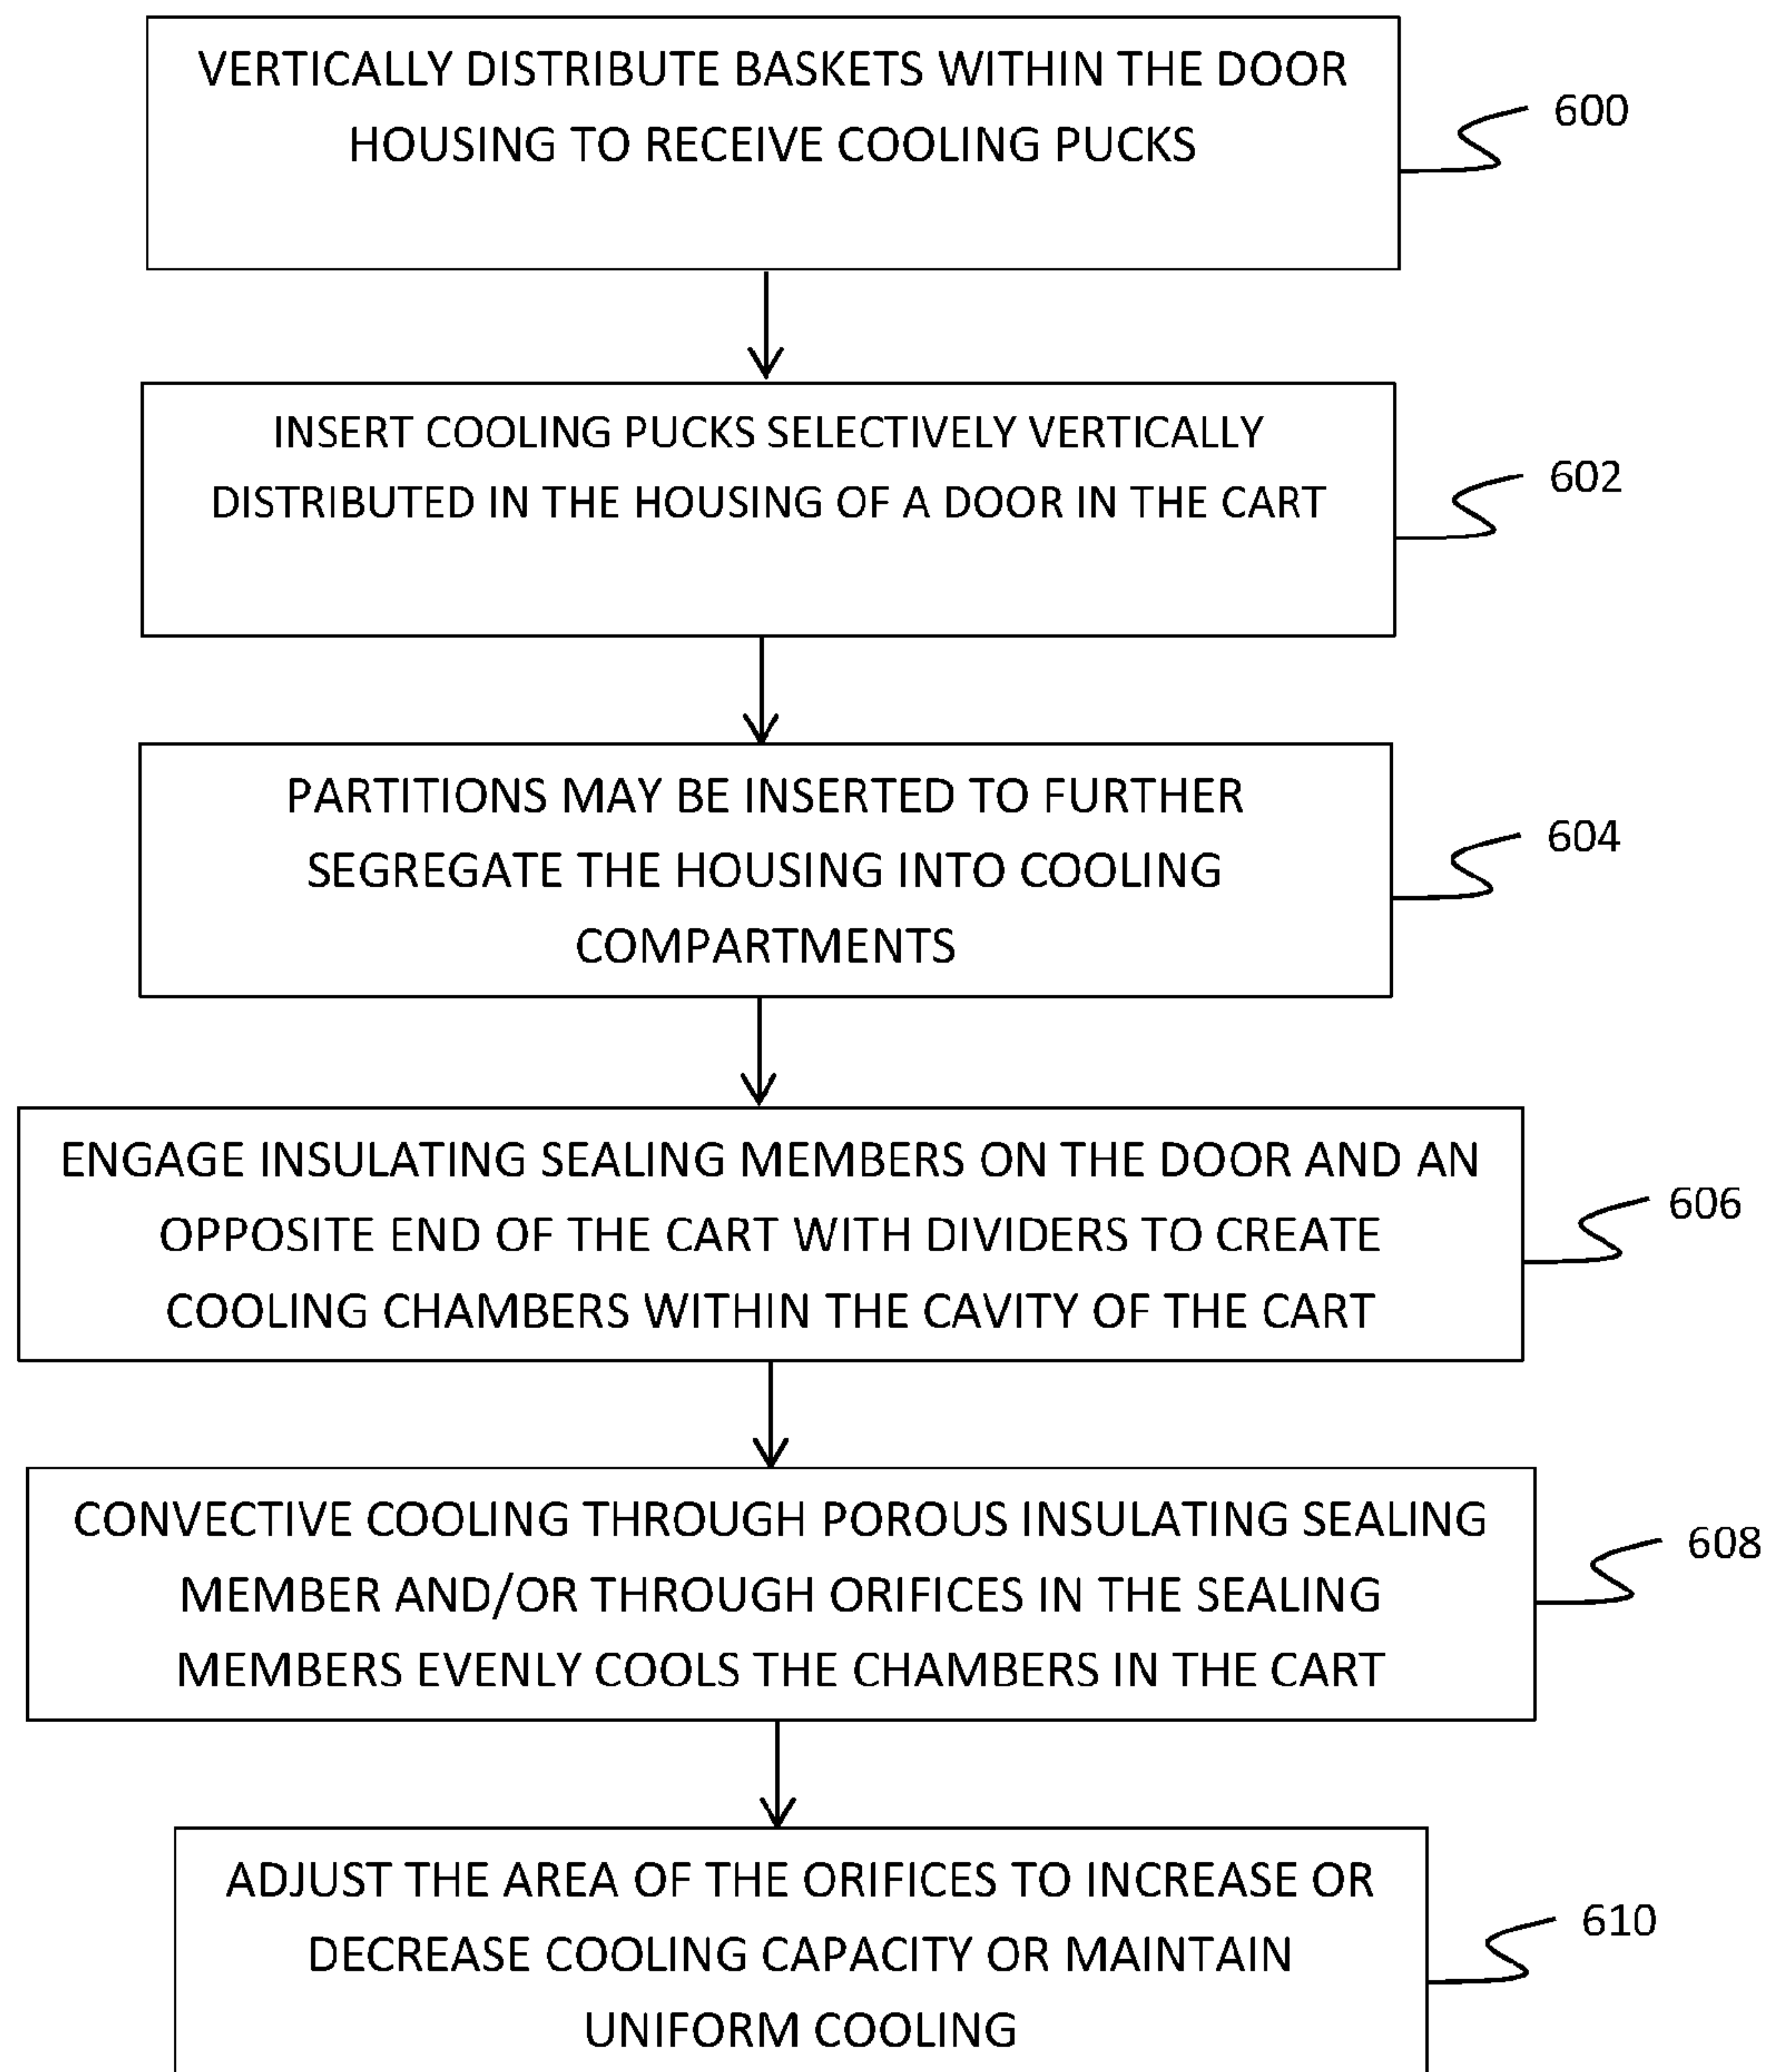 VERTICALLY DISTRIBUTE BASKETS WITHIN THE DOOR
HOUSING TO RECEIVE COOLING PUCKS
600
INSERT COOLING PUCKS SELECTIVELY VERTICALLY
DISTRIBUTED IN THE HOUSING OF A DOOR IN THE CART
602
PARTITIONS MAY BE INSERTED TO FURTHER
SEGREGATE THE HOUSING INTO COOLING
COMPARTMENTS
604
ENGAGE INSULATING SEALING MEMBERS ON THE DOOR AND AN
OPPOSITE END OF THE CART WITH DIVIDERS TO CREATE
COOLING CHAMBERS WITHIN THE CAVITY OF THE CART
606
CONVECTIVE COOLING THROUGH POROUS INSULATING SEALING
MEMBER AND/OR THROUGH ORIFICES IN THE SEALING
MEMBERS EVENLY COOLS THE CHAMBERS IN THE CART
608
ADJUST THE AREA OF THE ORIFICES TO INCREASE OR
DECREASE COOLING CAPACITY OR MAINTAIN
UNIFORM COOLING
610